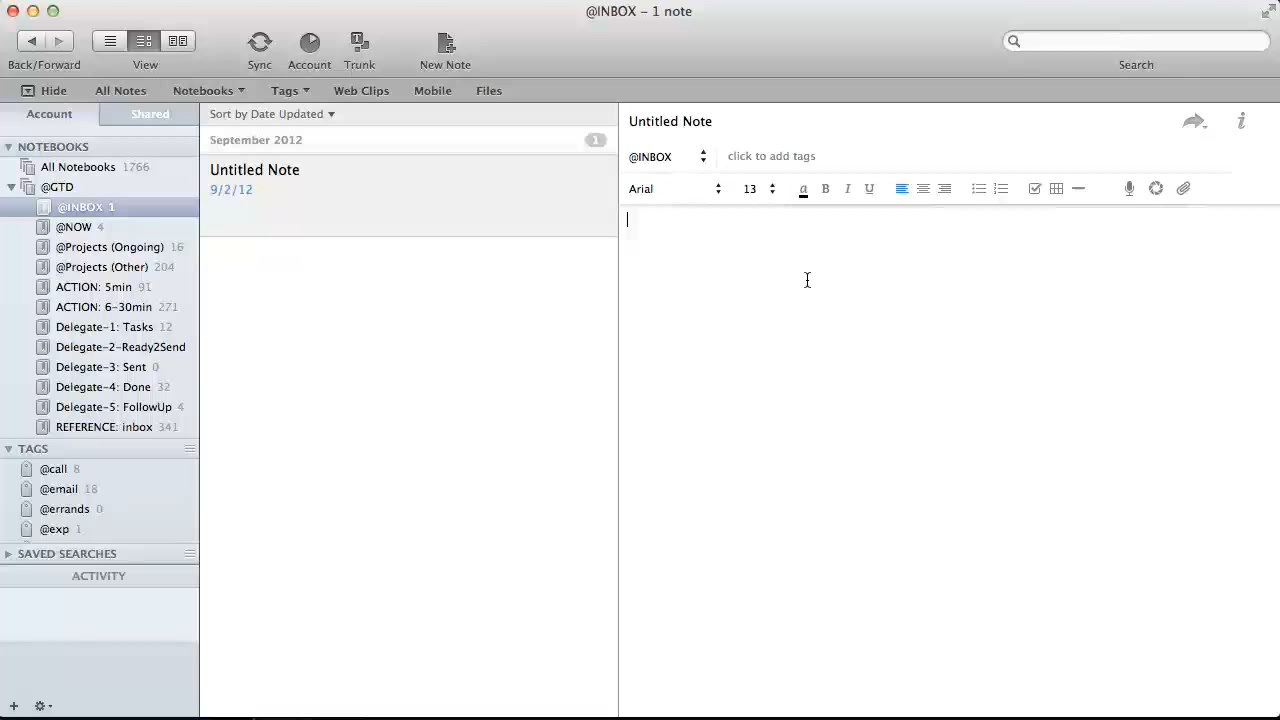 @INBOX – 1 note
Back/Forward
View
Sync
Account
Trunk
New Note
Search
Hide
All Notes
Notebooks
Tags
Web Clips
Mobile
Files
Account
Shared
NOTEBOOKS
All Notebooks 1766
@GTD
@INBOX 1
@NOW 4
@Projects (Ongoing) 16
@Projects (Other) 204
ACTION: 5min 91
ACTION: 6-30min 271
Delegate-1: Tasks 12
Delegate-2-Ready2Send
Delegate-3: Sent 0
Delegate-4: Done 32
Delegate-5: FollowUp 4
REFERENCE: inbox 341
TAGS
@call 8
@email 18
@errands 0
@exp 1
SAVED SEARCHES
ACTIVITY
Sort by Date Updated
September 2012
1
Untitled Note
9/2/12
Untitled Note
@INBOX
click to add tags
Arial
13